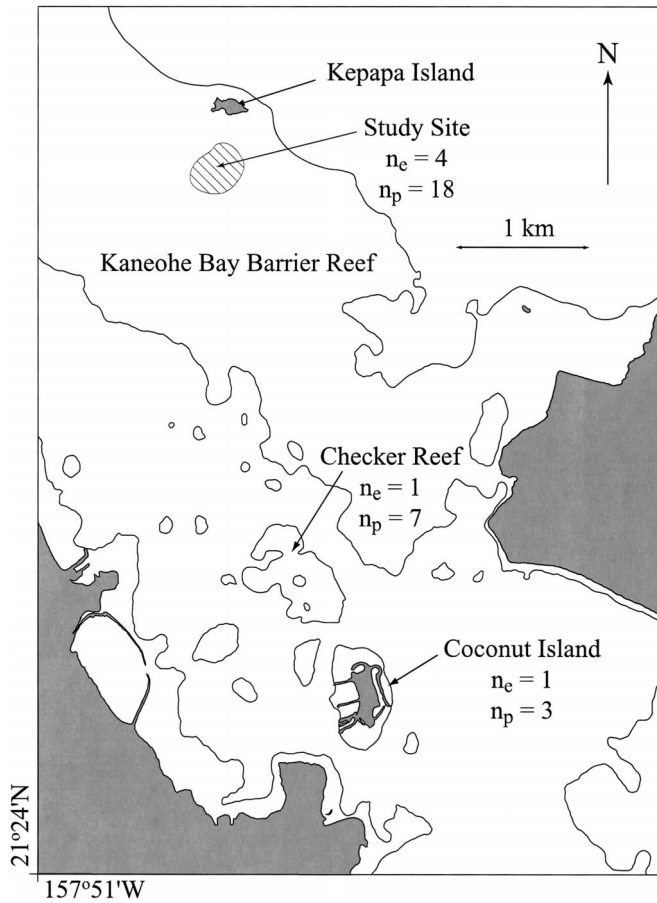 N
Kepapa Island
Study Site
nₑ = 4
nₚ = 18
1 km
Kaneohe Bay Barrier Reef
Checker Reef
nₑ = 1
nₚ = 7
Coconut Island
nₑ = 1
nₚ = 3
21°24'N
157°51'W